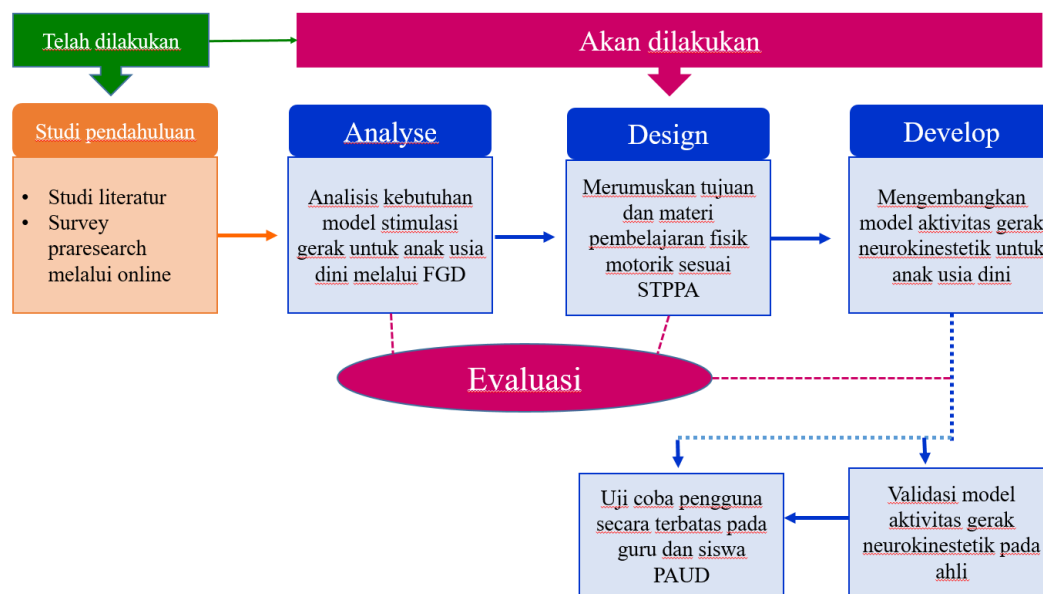 Telah dilakukan
Akan dilakukan
Studi pendahuluan
• Studi literatur
• Survey
praresearch
melalui online
Analyse
Analisis kebutuhan
model stimulasi
gerak untuk anak usia
dini melalui FGD
Design
Merumuskan tujuan
dan materi
pembelajaran fisik
motorik sesuai
STPPA
Develop
Mengembangkan
model aktivitas gerak
neurokinestetik untuk
anak usia dini
Evaluasi
Uji coba pengguna
secara terbatas pada
guru dan siswa
PAUD
Validasi model
aktivitas gerak
neurokinestetik pada
ahli